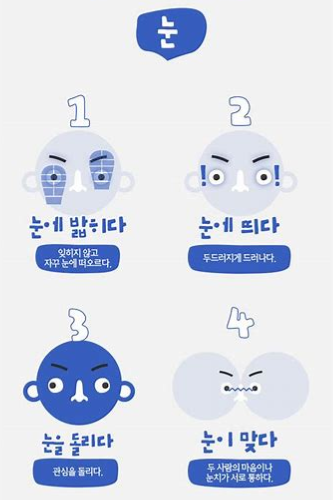 눈
1
2
눈에 밟히다
눈에 띄다
잊히지 않고
자꾸 눈에 떠오르다.
두드러지게 드러나다.
3
4
눈을 돌리다
눈이 맞다
관심을 돌리다.
두 사람의 마음이나
눈치가 서로 통하다.